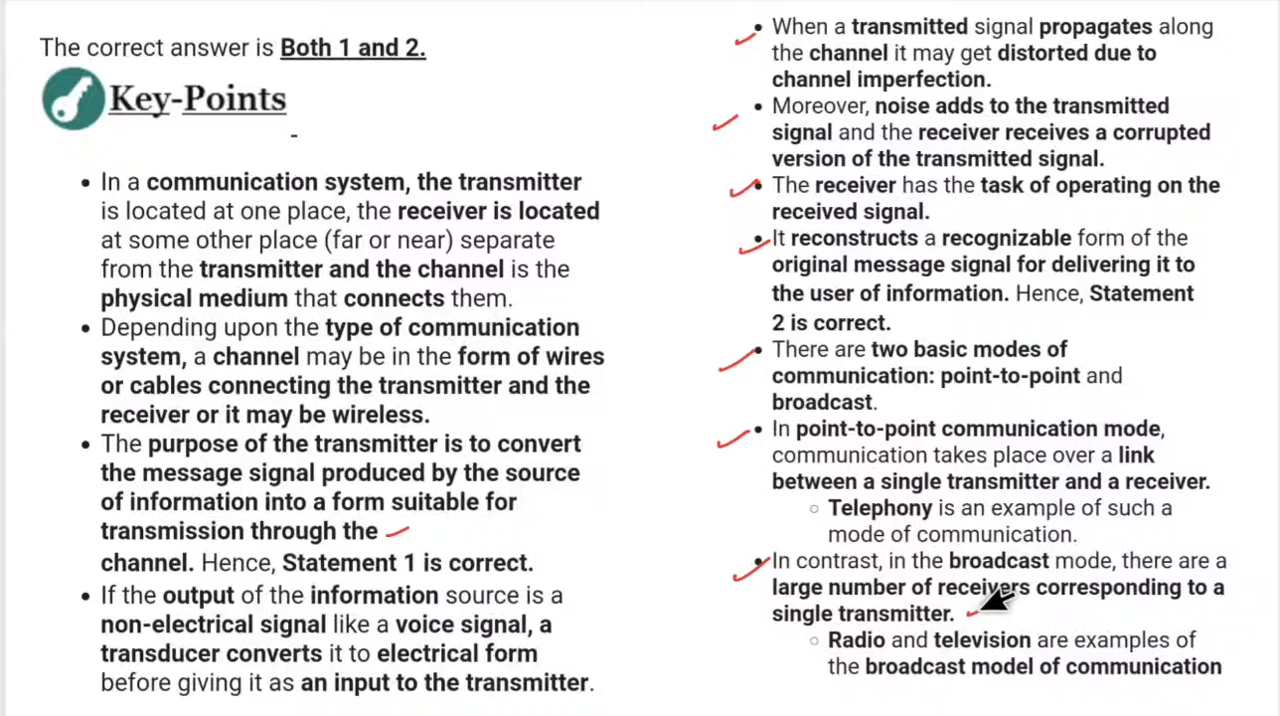 The correct answer is Both 1 and 2.
Key-Points
• In a communication system, the transmitter
is located at one place, the receiver is located
at some other place (far or near) separate
from the transmitter and the channel is the
physical medium that connects them.
• Depending upon the type of communication
system, a channel may be in the form of wires
or cables connecting the transmitter and the
receiver or it may be wireless.
• The purpose of the transmitter is to convert
the message signal produced by the source
of information into a form suitable for
transmission through the
channel. Hence, Statement 1 is correct.
• If the output of the information source is a
non-electrical signal like a voice signal, a
transducer converts it to electrical form
before giving it as an input to the transmitter.
• When a transmitted signal propagates along
the channel it may get distorted due to
channel imperfection.
• Moreover, noise adds to the transmitted
signal and the receiver receives a corrupted
version of the transmitted signal.
• The receiver has the task of operating on the
received signal.
• It reconstructs a recognizable form of the
original message signal for delivering it to
the user of information. Hence, Statement
2 is correct.
• There are two basic modes of
communication: point-to-point and
broadcast.
• In point-to-point communication mode,
communication takes place over a link
between a single transmitter and a receiver.
○ Telephony is an example of such a
mode of communication.
• In contrast, in the broadcast mode, there are a
large number of receivers corresponding to a
single transmitter.
○ Radio and television are examples of
the broadcast model of communication